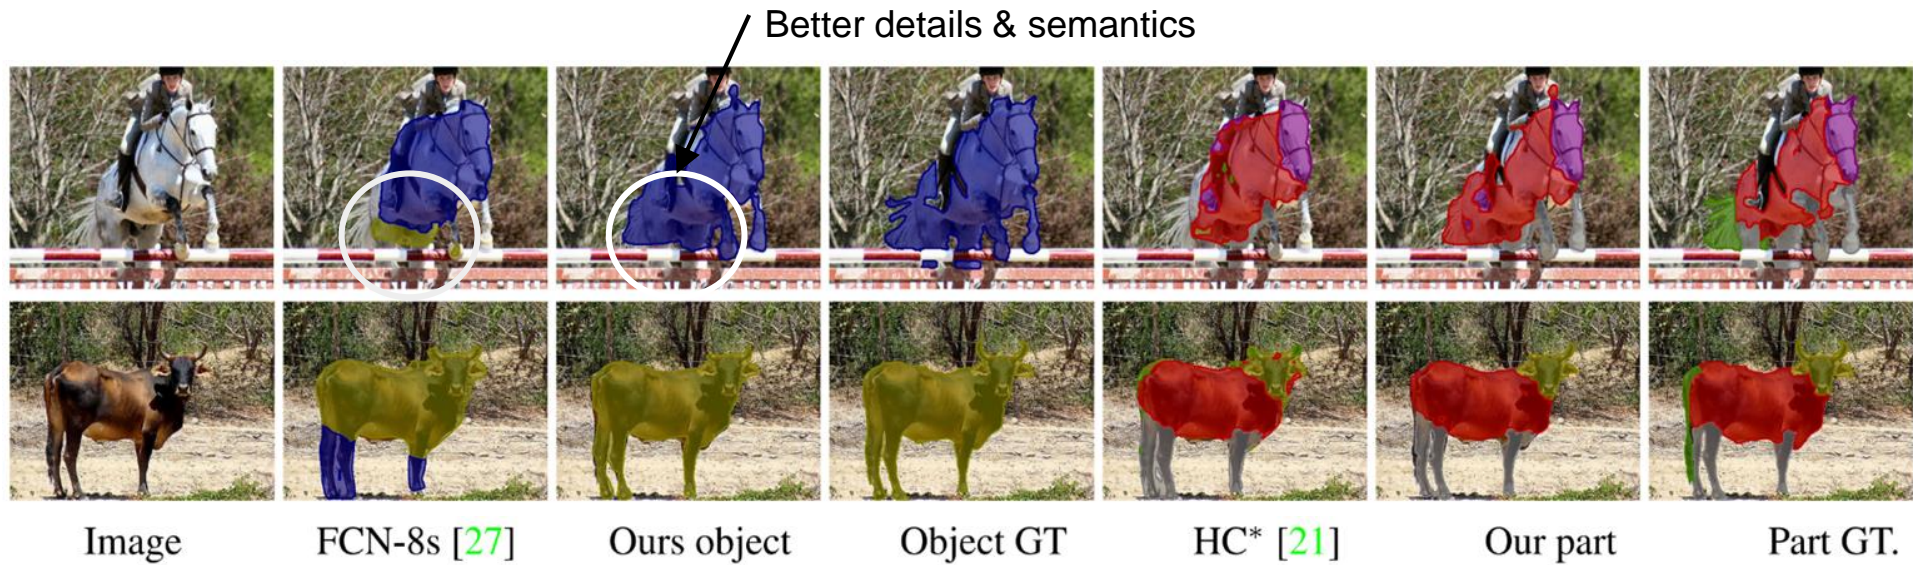 Better details & semantics
Image FCN-8s [27] Ours object Object GT HC* [21] Our part Part GT.